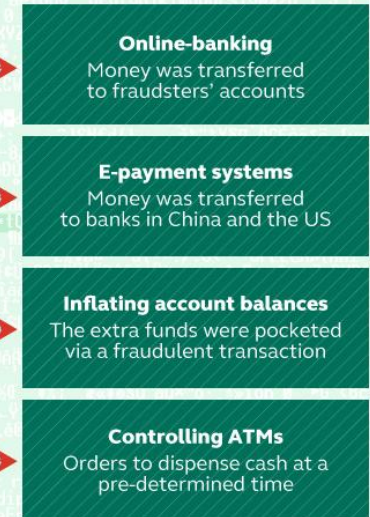 Online-banking
Money was transferred
to fraudsters' accounts
E-payment systems
Money was transferred
to banks in China and the US
Inflating account balances
The extra funds were pocketed
via a fraudulent transaction
Controlling ATMs
Orders to dispense cash at a
pre-determined time